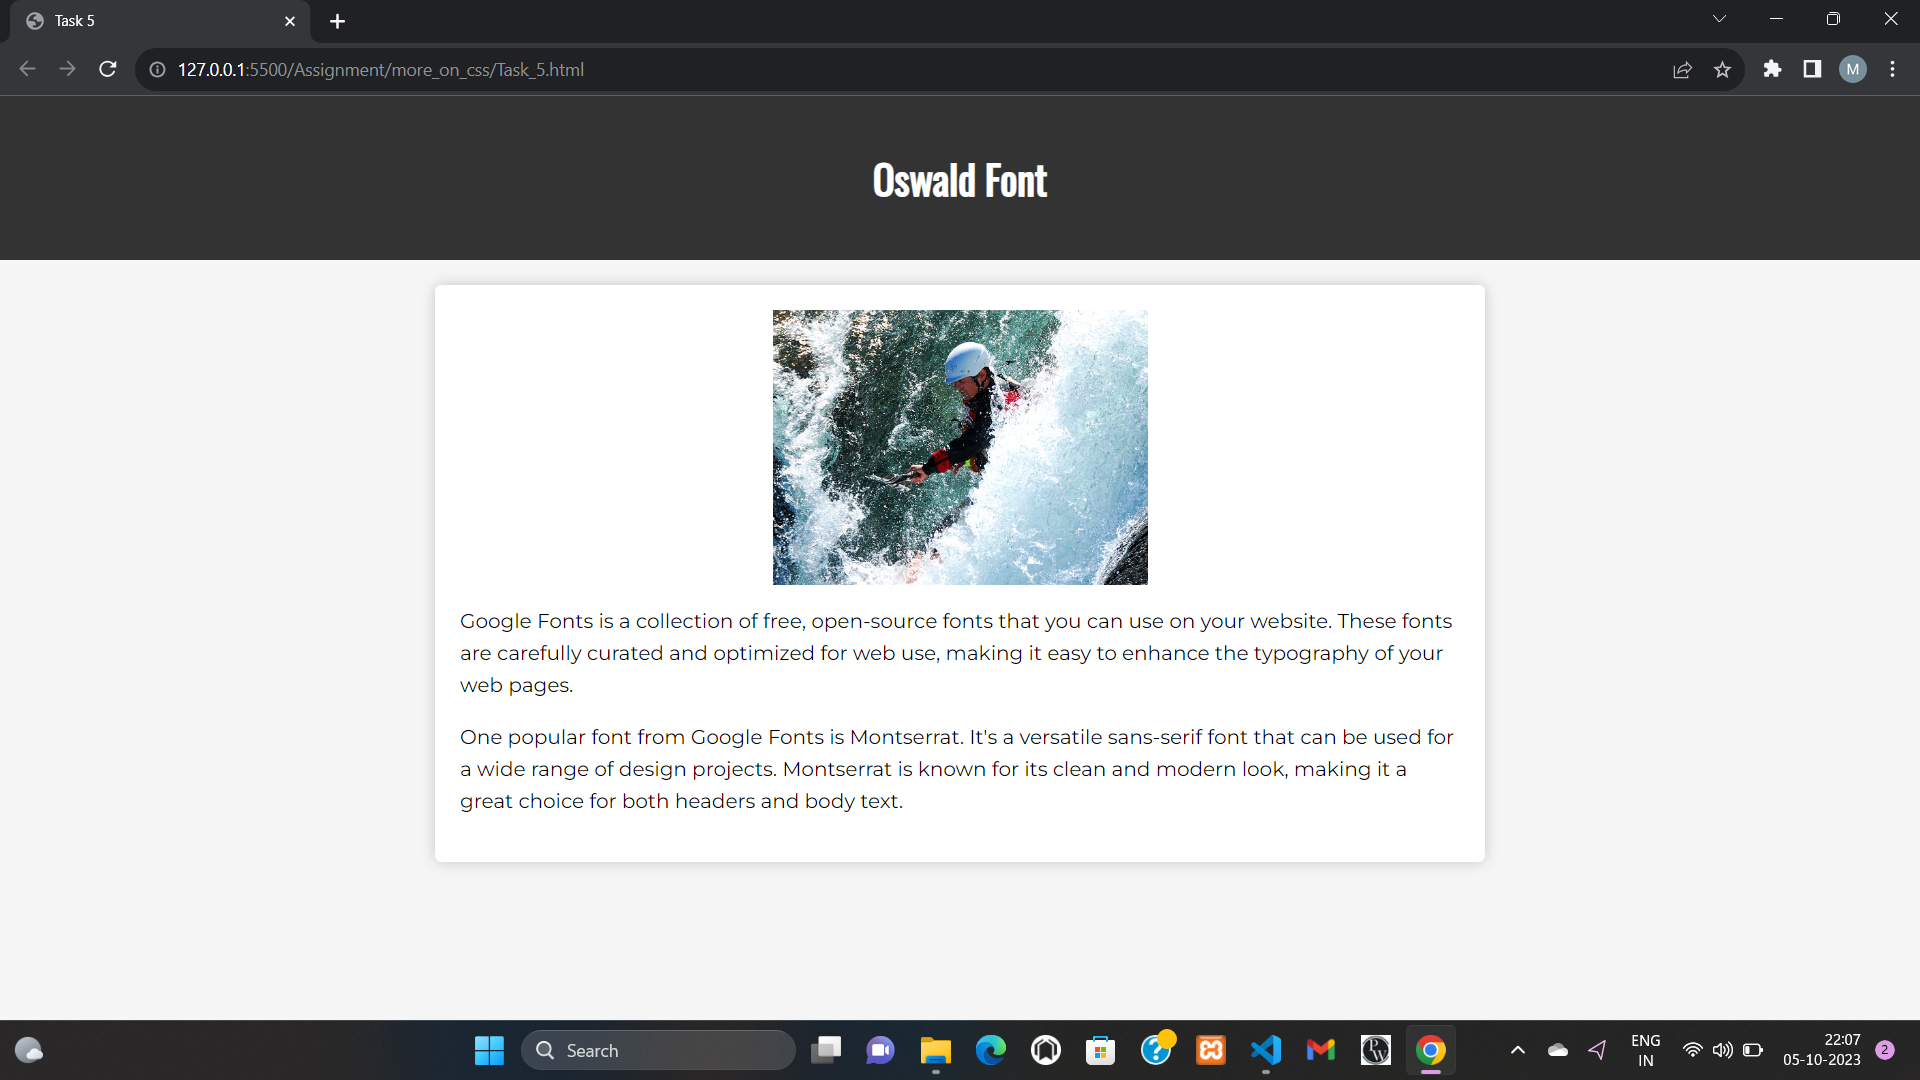 Task 5
127.0.0.1:5500/Assignment/more_on_css/Task_5.html
M
Oswald Font
Google Fonts is a collection of free, open-source fonts that you can use on your website. These fonts
are carefully curated and optimized for web use, making it easy to enhance the typography of your
web pages.
One popular font from Google Fonts is Montserrat. It's a versatile sans-serif font that can be used for
a wide range of design projects. Montserrat is known for its clean and modern look, making it a
great choice for both headers and body text.
Search
PW
ENG
IN
22:07
05-10-2023
2